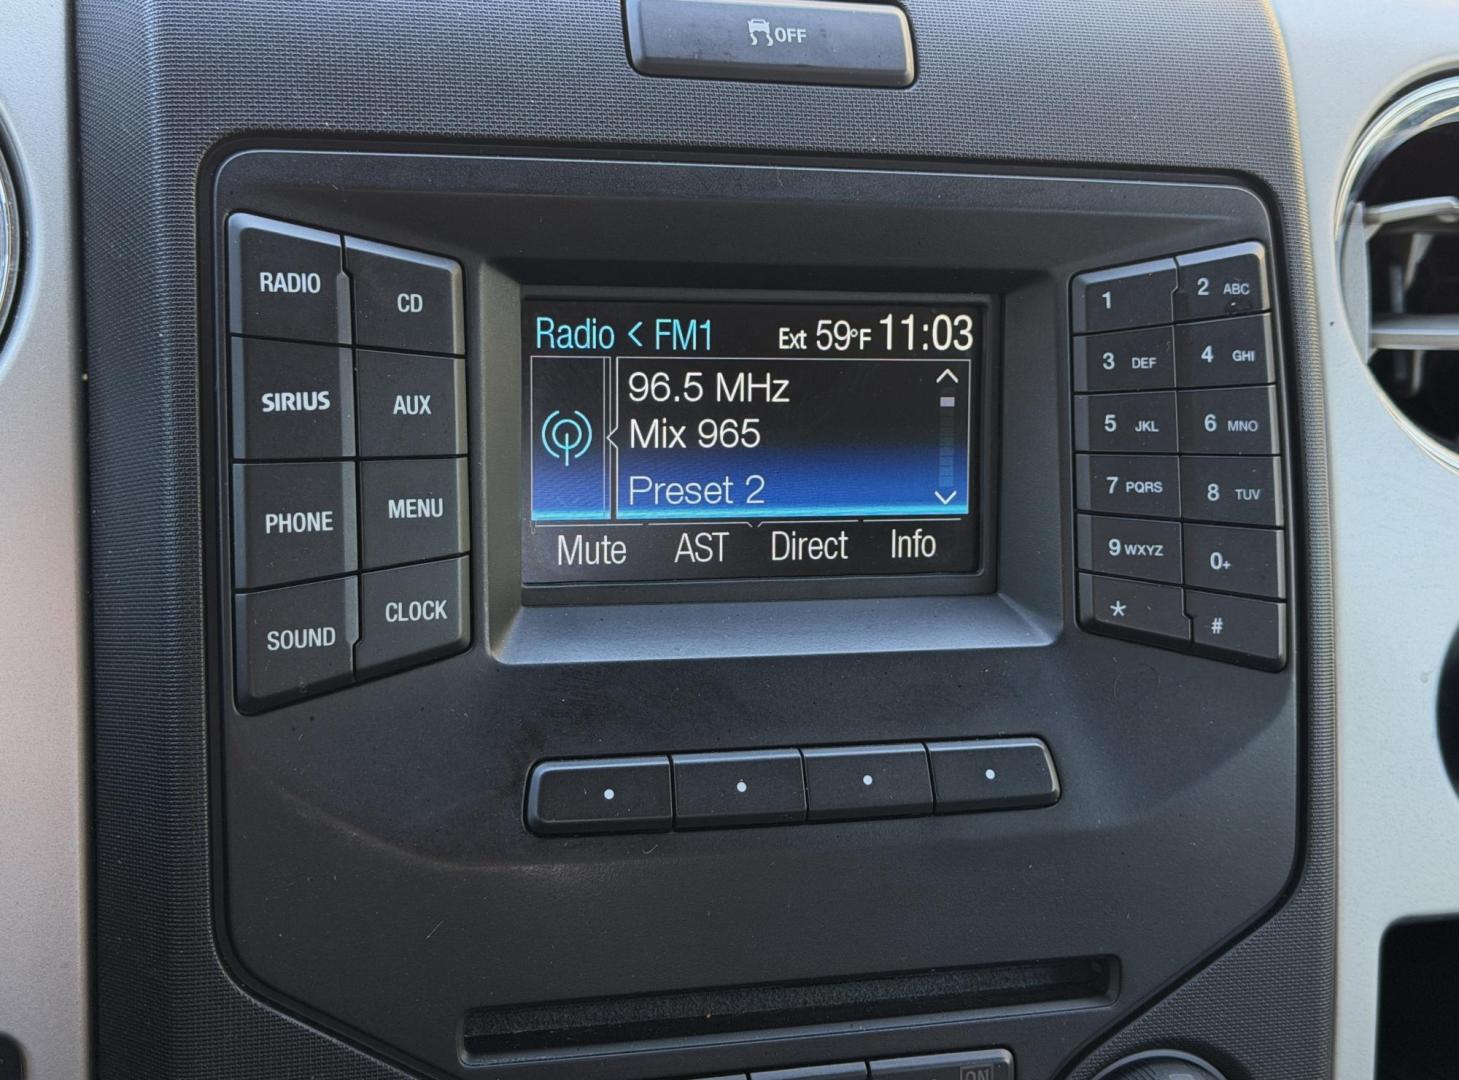 OFF
RADIO
CD
SIRIUS
AUX
PHONE
MENU
SOUND
CLOCK
Radio < FM1 Ext 59°F 11:03
96.5 MHz
Mix 965
Preset 2
Mute AST Direct Info
1
2 ABC
3 DEF
4 GHI
5 JKL
6 MNO
7 PQRS
8 TUV
9 WXYZ
0+
*
#
ON